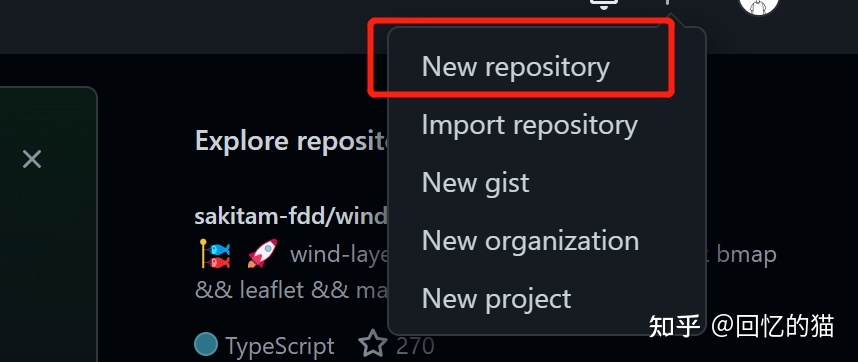 New repository
Import repository
New gist
New organization
New project
Explore reposit
sakitam-fdd/wind
wind-laye
bmap
&& leaflet && ma
TypeScript 270
知乎 @回忆的猫